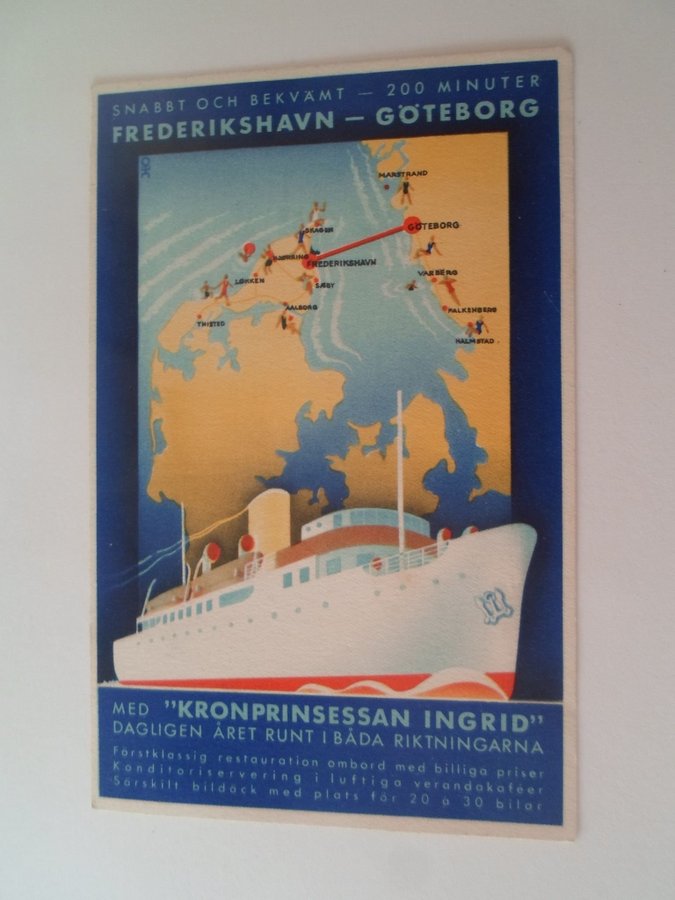 SNABBT OCH BEKVÄMT — 200 MINUTER
FREDERIKSHAVN — GÖTEBORG
MARSTRAND
GÖTEBORG
SKAGEN
HJØRRING
FREDERIKSHAVN
LØKKEN
SÆBY
VARBERG
AALBORG
FALKENBERG
THISTED
HALMSTAD
MED "KRONPRINSESSAN INGRID"
DAGLIGEN ÅRET RUNT I BÅDA RIKTNINGARNA
Förstklassig restauration ombord med billiga priser
Konditoriservering i luftiga verandakaféer
Särskilt bildäck med plats för 20 à 30 bilar